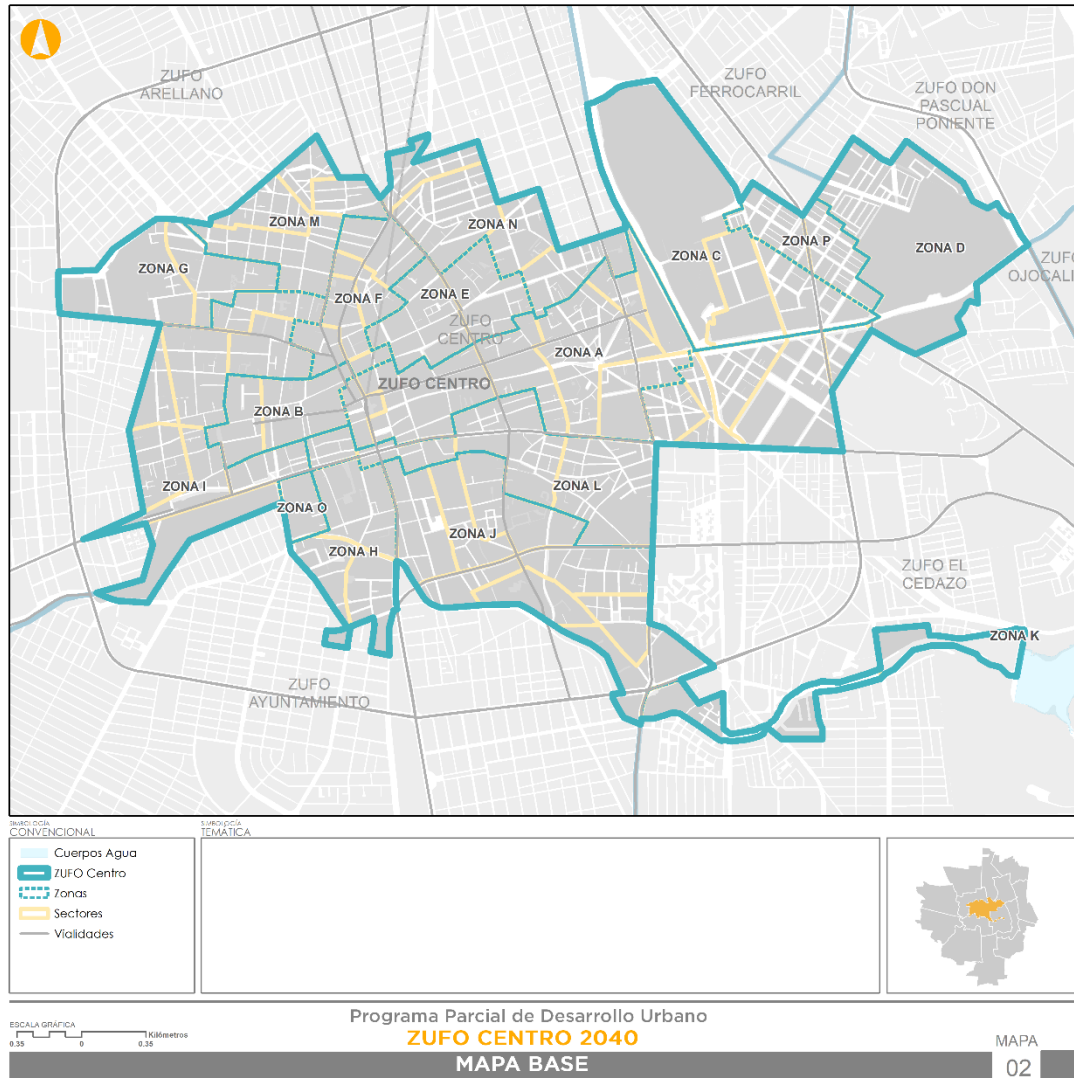 ZUFO
ARELLANO
ZUFO
FERROCARRIL
ZUFO DON
PASCUAL
PONIENTE
ZONA M
ZONA N
ZONA P
ZONA D
ZONA C
ZUFO
OJOCALI
ZONA G
ZONA F
ZONA E
ZUFO
CENTRO
ZONA A
ZUFO CENTRO
ZONA B
ZONA I
ZONA L
ZONA O
ZONA J
ZONA H
ZUFO EL
CEDAZO
ZONA K
ZUFO
AYUNTAMIENTO
SIMBOLOGÍA
CONVENCIONAL
SIMBOLOGÍA
TEMÁTICA
Cuerpos Agua
ZUFO Centro
Zonas
Sectores
Vialidades
ESCALA GRÁFICA
Kilómetros
0.35 0 0.35
Programa Parcial de Desarrollo Urbano
ZUFO CENTRO 2040
MAPA BASE
MAPA
02